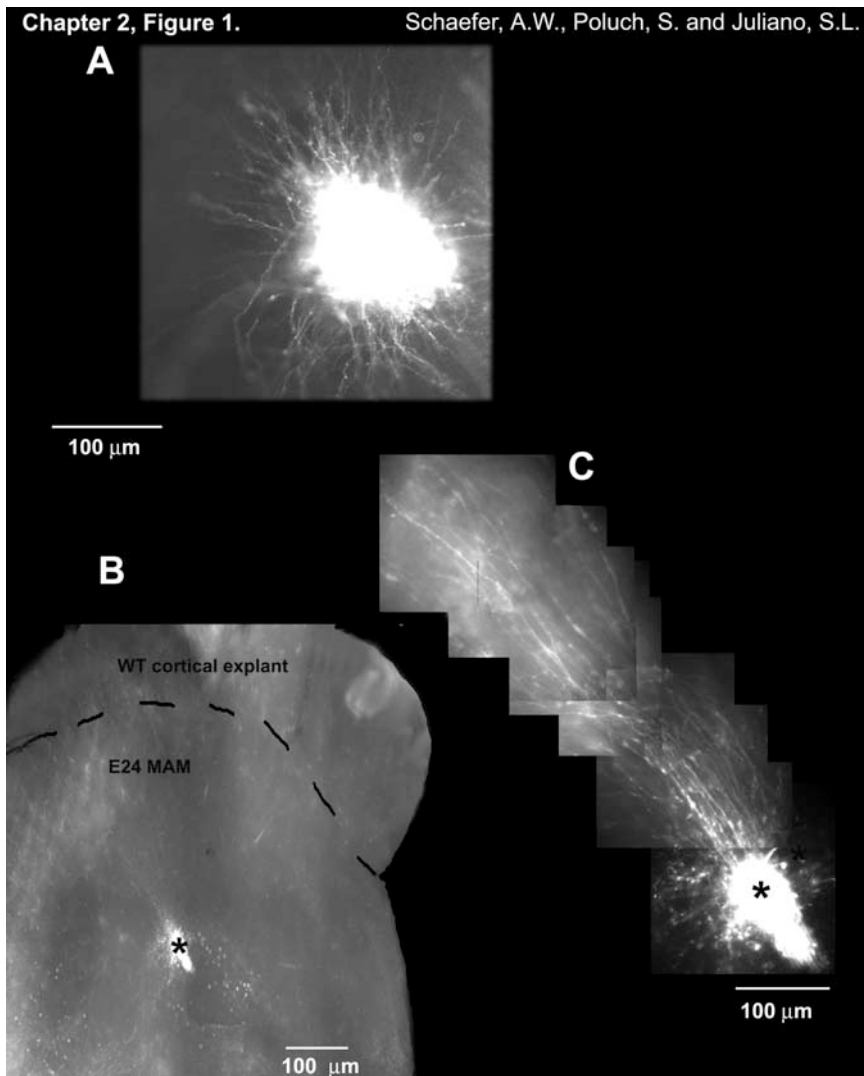 Chapter 2, Figure 1.
Schaefer, A.W., Poluch, S. and Juliano, S.L.
A
100 μm
C
B
WT cortical explant
E24 MAM
*
*
*
100 μm
100 μm